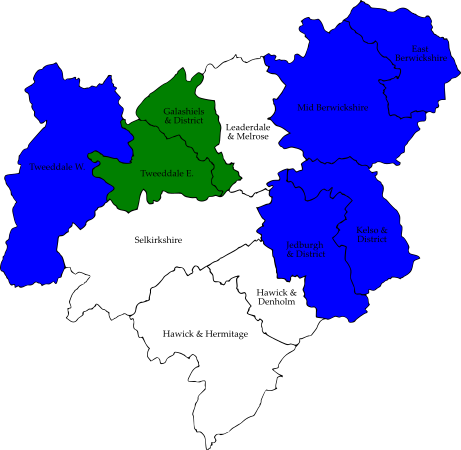 East
Berwickshire
Mid Berwickshire
Galashiels
& District
Leaderdale
& Melrose
Tweeddale W.
Tweeddale E.
Selkirkshire
Jedburgh
& District
Kelso &
District
Hawick &
Denholm
Hawick & Hermitage